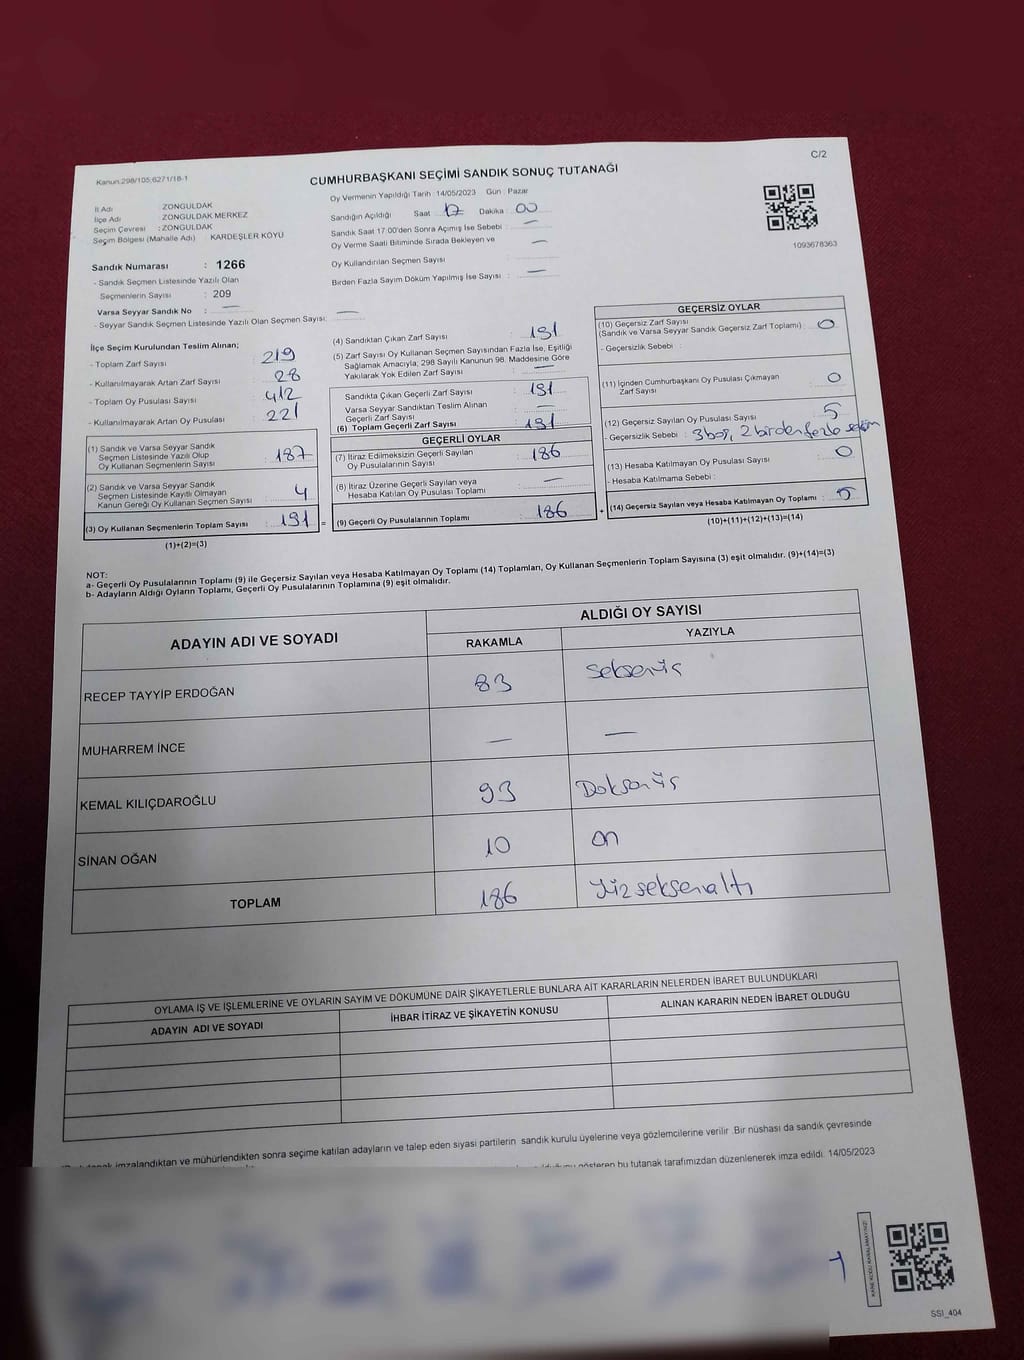 C/2
Kanun:298/105;6271/18-1
CUMHURBAŞKANI SEÇİMİ SANDIK SONUÇ TUTANAĞI
İl Adı : ZONGULDAK
İlçe Adı : ZONGULDAK MERKEZ
Seçim Çevresi : ZONGULDAK
Seçim Bölgesi (Mahalle Adı) : KARDEŞLER KÖYÜ
Oy Vermenin Yapıldığı Tarih : 14/05/2023 Gün : Pazar
Sandığın Açıldığı Saat : 17 Dakika : 00
Sandık Saat 17:00'den Sonra Açımış İse Sebebi : —
Oy Verme Saati Bitiminde Sırada Bekleyen ve —
Oy Kullandırılan Seçmen Sayısı :
Birden Fazla Sayım Döküm Yapılmış İse Sayısı : —
1093678363
Sandık Numarası : 1266
- Sandık Seçmen Listesinde Yazılı Olan
Seçmenlerin Sayısı : 209
Varsa Seyyar Sandık No : —
- Seyyar Sandık Seçmen Listesinde Yazılı Olan Seçmen Sayısı: —
İlçe Seçim Kurulundan Teslim Alınan;
- Toplam Zarf Sayısı : 219
- Kullanılmayarak Artan Zarf Sayısı : 28
- Toplam Oy Pusulası Sayısı : 412
- Kullanılmayarak Artan Oy Pusulası : 221
(1) Sandık ve Varsa Seyyar Sandık
Seçmen Listesinde Yazılı Olup
Oy Kullanan Seçmenlerin Sayısı : 187
(2) Sandık ve Varsa Seyyar Sandık
Seçmen Listesinde Kayıtlı Olmayan
Kanun Gereği Oy Kullanan Seçmen Sayısı : 4
(3) Oy Kullanan Seçmenlerin Toplam Sayısı : 191 =
(1)+(2)=(3)
(4) Sandıktan Çıkan Zarf Sayısı : 191
(5) Zarf Sayısı Oy Kullanan Seçmen Sayısından Fazla İse, Eşitliği
Sağlamak Amacıyla; 298 Sayılı Kanunun 98. Maddesine Göre
Yakılarak Yok Edilen Zarf Sayısı : —
Sandıkta Çıkan Geçerli Zarf Sayısı : 191
Varsa Seyyar Sandıktan Teslim Alınan
Geçerli Zarf Sayısı : —
(6) Toplam Geçerli Zarf Sayısı : 191
GEÇERLİ OYLAR
(7) İtiraz Edilmeksizin Geçerli Sayılan
Oy Pusulasının Sayısı : 186
(8) İtiraz Üzerine Geçerli Sayılan veya
Hesaba Katılan Oy Pusulası Toplamı : —
(9) Geçerli Oy Pusulalarının Toplamı : 186 +
GEÇERSİZ OYLAR
(10) Geçersiz Zarf Sayısı
(Sandık ve Varsa Seyyar Sandık Geçersiz Zarf Toplamı) : 0
- Geçersizlik Sebebi :
(11) İçinden Cumhurbaşkanı Oy Pusulası Çıkmayan
Zarf Sayısı : 0
(12) Geçersiz Sayılan Oy Pusulası Sayısı : 5
- Geçersizlik Sebebi : 3 boş, 2 birden fazla seçim
(13) Hesaba Katılmayan Oy Pusulası Sayısı : 0
- Hesaba Katılmama Sebebi :
(14) Geçersiz Sayılan veya Hesaba Katılmayan Oy Toplamı : 5
(10)+(11)+(12)+(13)=(14)
NOT:
a- Geçerli Oy Pusulalarının Toplamı (9) ile Geçersiz Sayılan veya Hesaba Katılmayan Oy Toplamı (14) Toplamları, Oy Kullanan Seçmenlerin Toplam Sayısına (3) eşit olmalıdır. (9)+(14)=(3)
b- Adayların Aldığı Oyların Toplamı, Geçerli Oy Pusulalarının Toplamına (9) eşit olmalıdır.
ADAYIN ADI VE SOYADI
ALDIĞI OY SAYISI
RAKAMLA YAZIYLA
RECEP TAYYİP ERDOĞAN 83 seksenüç
MUHARREM İNCE — —
KEMAL KILIÇDAROĞLU 93 Doksanüç
SİNAN OĞAN 10 on
TOPLAM 186 Yüzseksenaltı
OYLAMA İŞ VE İŞLEMLERİNE VE OYLARIN SAYIM VE DÖKÜMÜNE DAİR ŞİKAYETLERLE BUNLARA AİT KARARLARIN NELERDEN İBARET BULUNDUKLARI
ADAYIN ADI VE SOYADI İHBAR İTİRAZ VE ŞİKAYETİN KONUSU ALINAN KARARIN NEDEN İBARET OLDUĞU
imzalandıktan ve mühürlendikten sonra seçime katılan adayların ve talep eden siyasi partilerin sandık kurulu üyelerine veya gözlemcilerine verilir. Bir nüshası da sandık çevresinde
gösteren bu tutanak tarafımızdan düzenlenerek imza edildi. 14/05/2023
KARE KODU KARALAMAYINIZ!
SSI_404